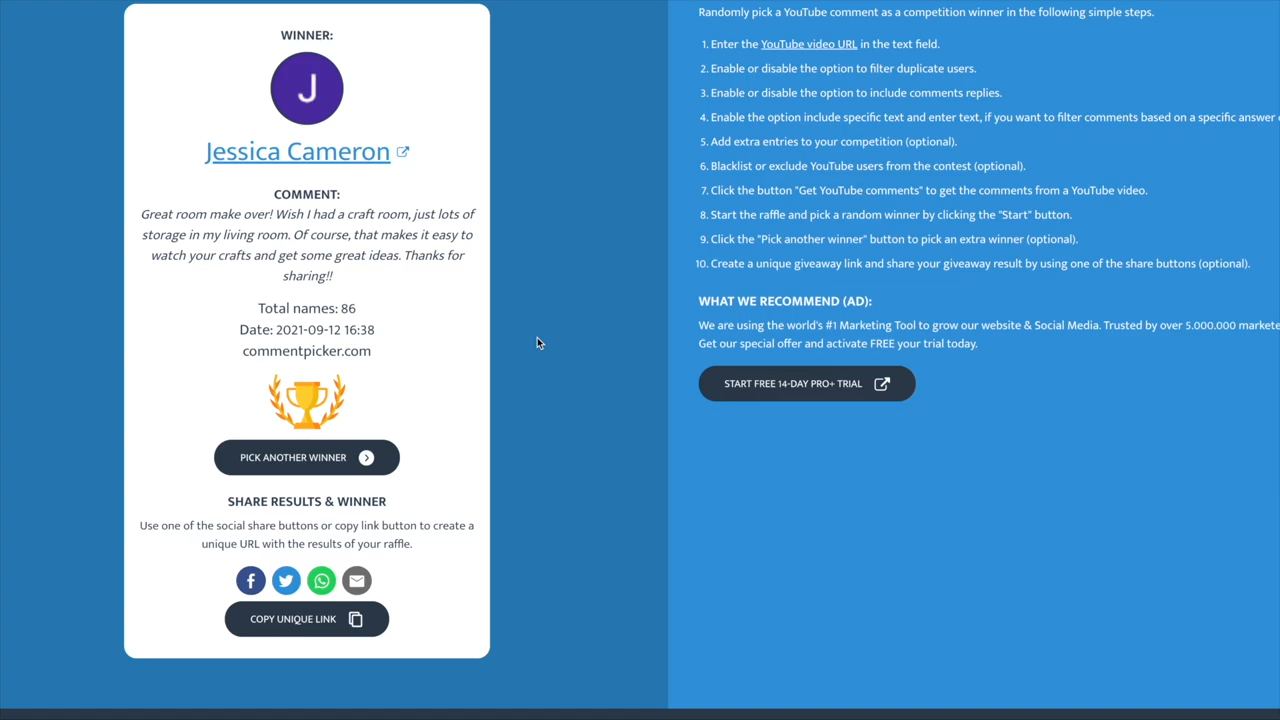 WINNER:
J
Jessica Cameron
COMMENT:
Great room make over! Wish I had a craft room, just lots of
storage in my living room. Of course, that makes it easy to
watch your crafts and get some great ideas. Thanks for
sharing!!
Total names: 86
Date: 2021-09-12 16:38
commentpicker.com
PICK ANOTHER WINNER
SHARE RESULTS & WINNER
Use one of the social share buttons or copy link button to create a
unique URL with the results of your raffle.
COPY UNIQUE LINK
Randomly pick a YouTube comment as a competition winner in the following simple steps.
1. Enter the YouTube video URL in the text field.
2. Enable or disable the option to filter duplicate users.
3. Enable or disable the option to include comments replies.
4. Enable the option include specific text and enter text, if you want to filter comments based on a specific answer
5. Add extra entries to your competition (optional).
6. Blacklist or exclude YouTube users from the contest (optional).
7. Click the button "Get YouTube comments" to get the comments from a YouTube video.
8. Start the raffle and pick a random winner by clicking the "Start" button.
9. Click the "Pick another winner" button to pick an extra winner (optional).
10. Create a unique giveaway link and share your giveaway result by using one of the share buttons (optional).
WHAT WE RECOMMEND (AD):
We are using the world's #1 Marketing Tool to grow our website & Social Media. Trusted by over 5.000.000 markete
Get our special offer and activate FREE your trial today.
START FREE 14-DAY PRO+ TRIAL